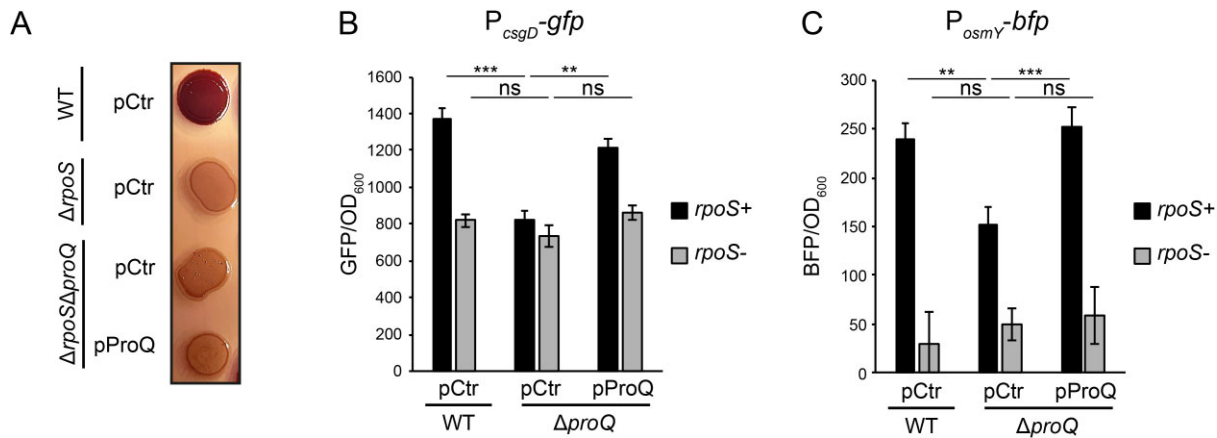 A
WT
pCtr
ΔrpoS
pCtr
ΔrpoSΔproQ
pCtr
pProQ
B
PcsgD-gfp
*** **
ns ns
1600
1400
1200
1000
800
600
400
200
0
GFP/OD600
rpoS+
rpoS-
pCtr pCtr pProQ
WT ΔproQ
C
PosmY-bfp
** ***
ns ns
300
250
200
150
100
50
0
BFP/OD600
rpoS+
rpoS-
pCtr pCtr pProQ
WT ΔproQ